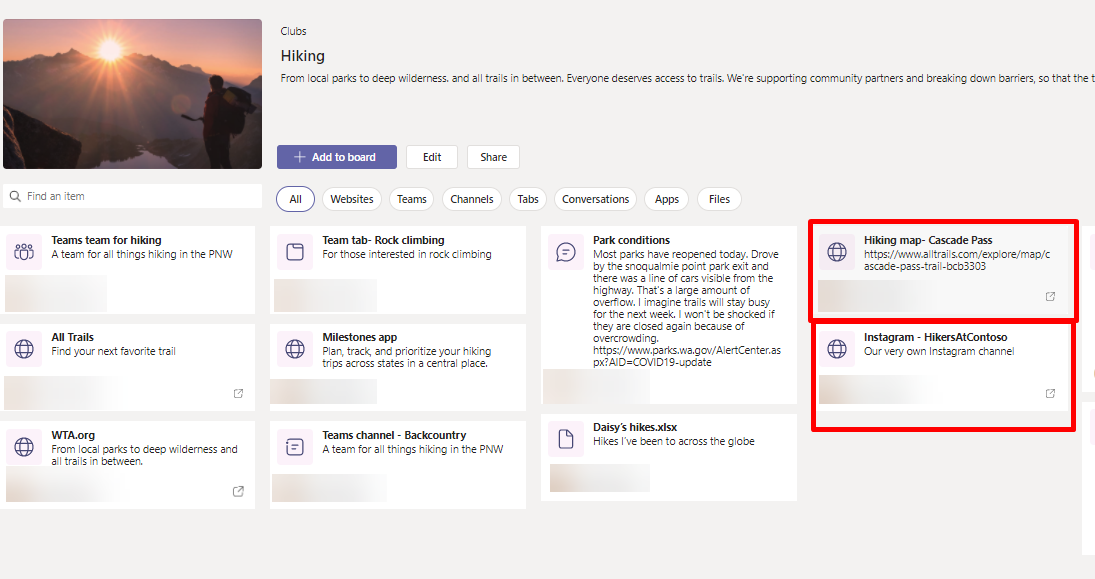 Clubs
Hiking
From local parks to deep wilderness. and all trails in between. Everyone deserves access to trails. We're supporting community partners and breaking down barriers, so that the t
Add to board
Edit
Share
Find an item
All
Websites
Teams
Channels
Tabs
Conversations
Apps
Files
Teams team for hiking
A team for all things hiking in the PNW
All Trails
Find your next favorite trail
WTA.org
From local parks to deep wilderness and
all trails in between.
Team tab- Rock climbing
For those interested in rock climbing
Milestones app
Plan, track, and prioritize your hiking
trips across states in a central place.
Teams channel - Backcountry
A team for all things hiking in the PNW
Park conditions
Most parks have reopened today. Drove
by the snoqualmie point park exit and
there was a line of cars visible from the
highway. That's a large amount of
overflow. I imagine trails will stay busy
for the next week. I won't be shocked if
they are closed again because of
overcrowding.
https://www.parks.wa.gov/AlertCenter.as
px?AID=COVID19-update
Daisy's hikes.xlsx
Hikes I've been to across the globe
Hiking map- Cascade Pass
https://www.alltrails.com/explore/map/c
ascade-pass-trail-bcb3303
Instagram - HikersAtContoso
Our very own Instagram channel